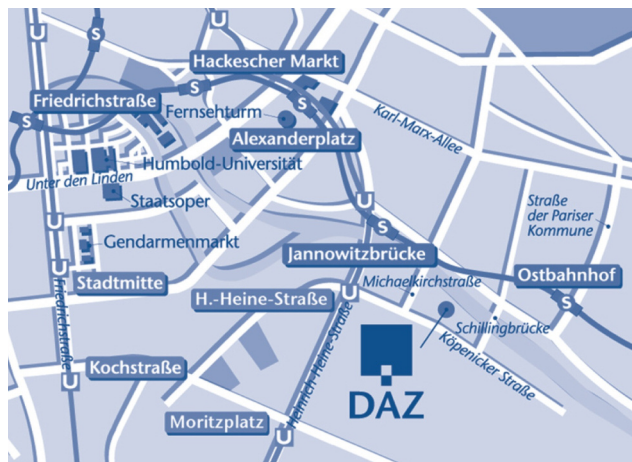 U
S
S
Hackescher Markt
S
Friedrichstraße
Fernsehturm
S
Karl-Marx-Allee
S
Alexanderplatz
Humbold-Universität
Unter den Linden
Staatsoper
U
Straße
der Pariser
Kommune
U
S
Gendarmenmarkt
Jannowitzbrücke
U
Stadtmitte
Michaelkirchstraße
Ostbahnhof
H.-Heine-Straße
U
S
Friedrichstraße
Schillingbrücke
Köpenicker Straße
Kochstraße
U
Heinrich-Heine-Straße
DAZ
Moritzplatz
U